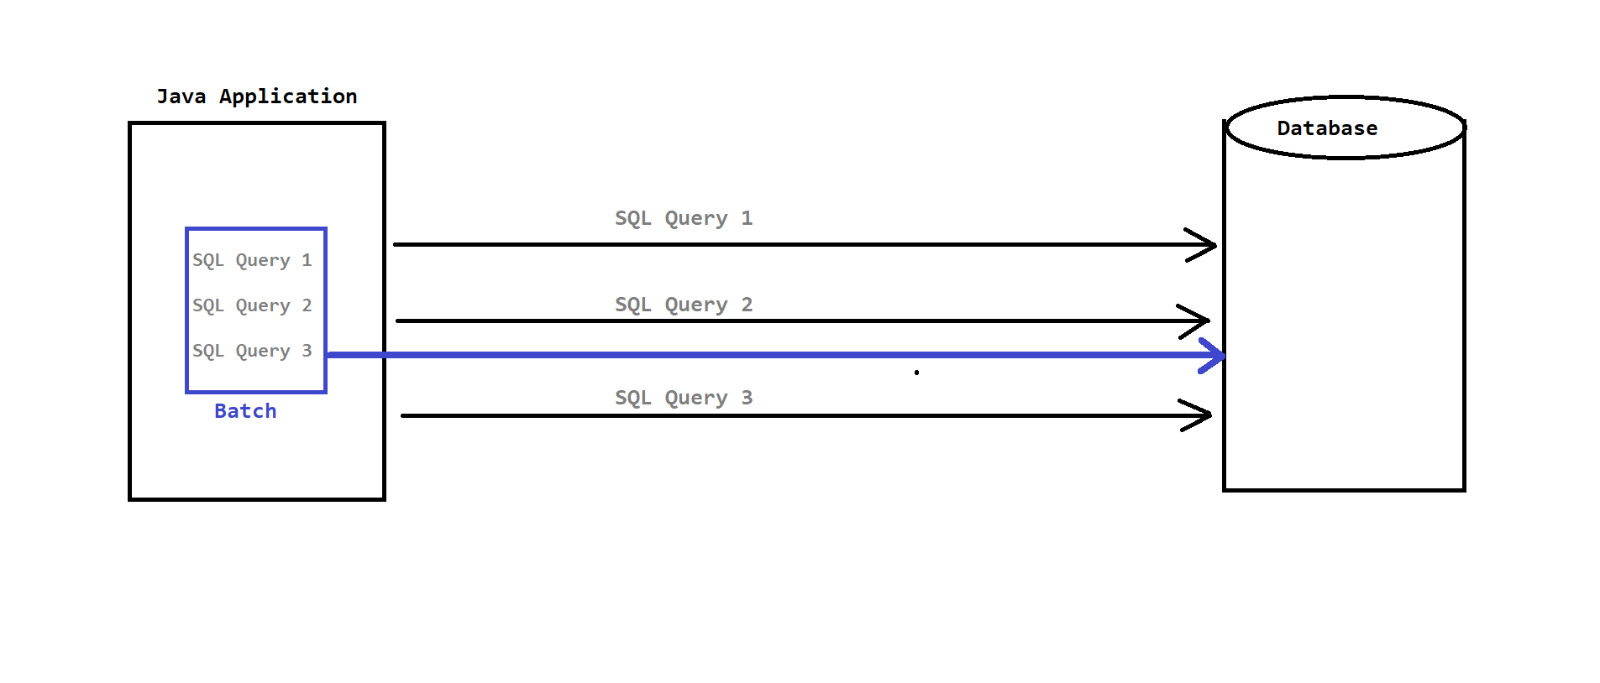 Java Application
Database
SQL Query 1
SQL Query 2
SQL Query 3
Batch
SQL Query 1
SQL Query 2
SQL Query 3